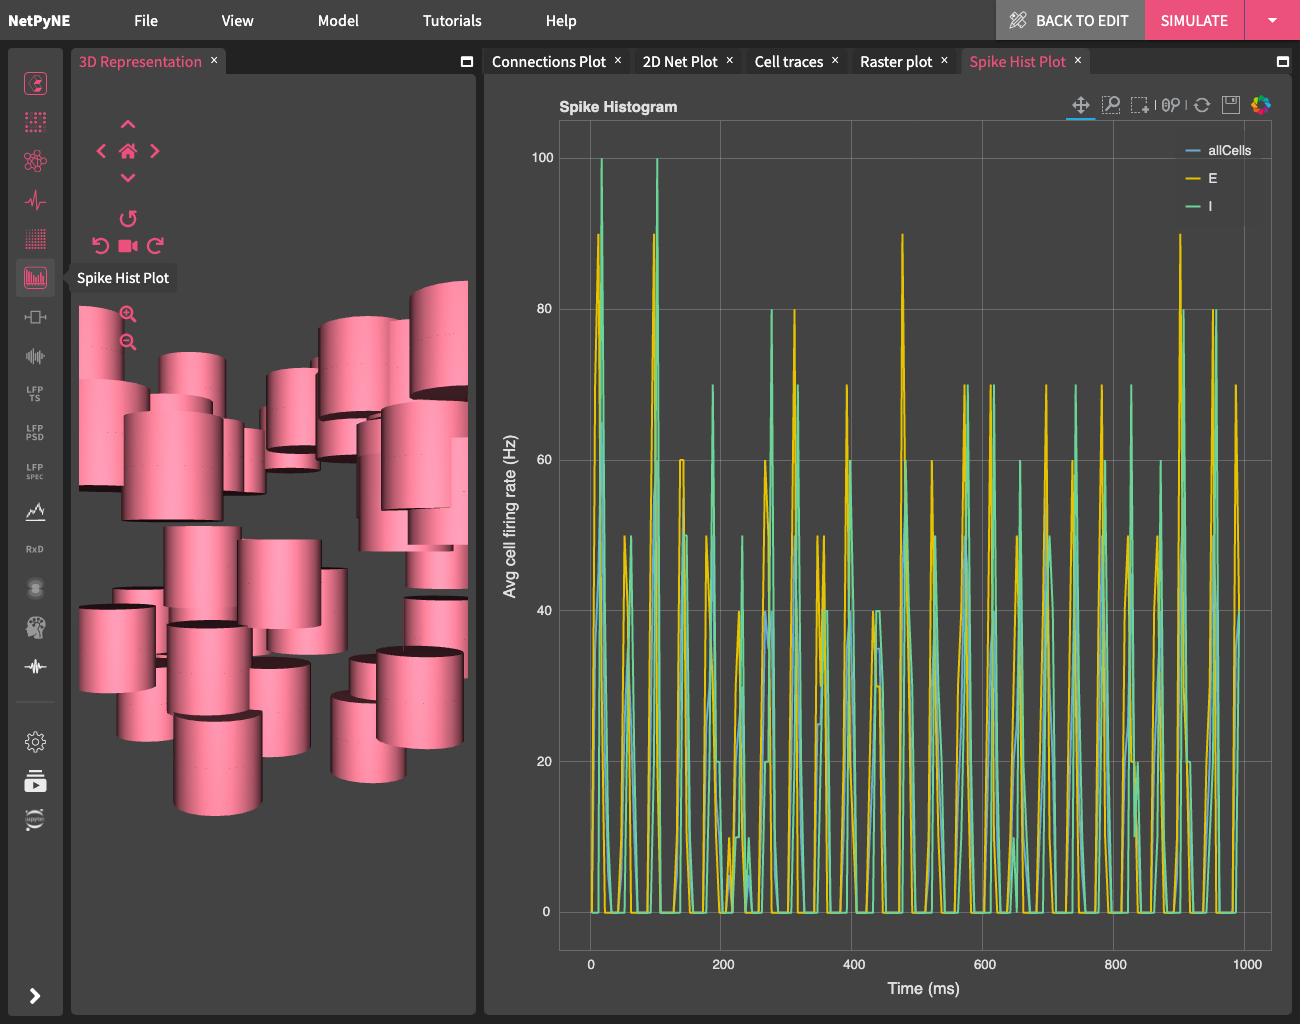 NetPyNE File View Model Tutorials Help BACK TO EDIT SIMULATE
3D Representation ×
Connections Plot × 2D Net Plot × Cell traces × Raster plot × Spike Hist Plot ×
Spike Hist Plot
LFP
TS
LFP
PSD
LFP
SPEC
RxD
jupyter
Spike Histogram
allCells
E
I
100
80
60
40
20
0
Avg cell firing rate (Hz)
0 200 400 600 800 1000
Time (ms)